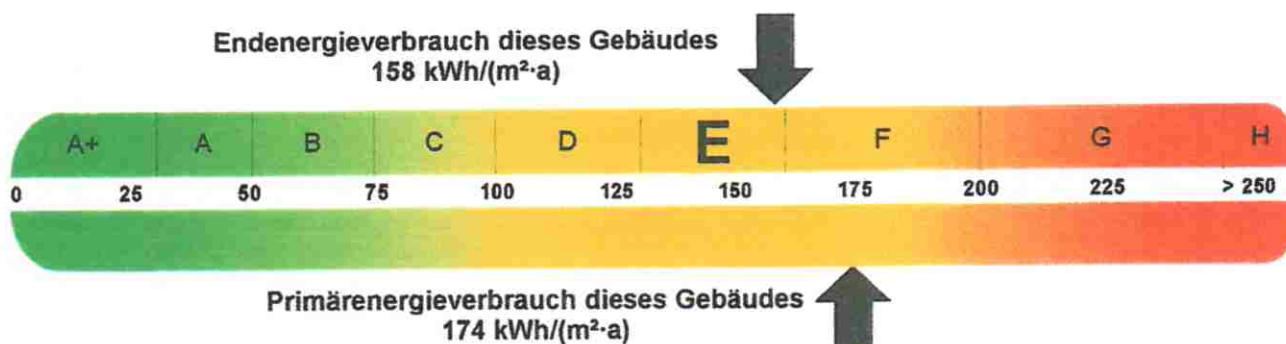 Endenergieverbrauch dieses Gebäudes
158 kWh/(m²·a)
A+ A B C D E F G H
0 25 50 75 100 125 150 175 200 225 > 250
Primärenergieverbrauch dieses Gebäudes
174 kWh/(m²·a)